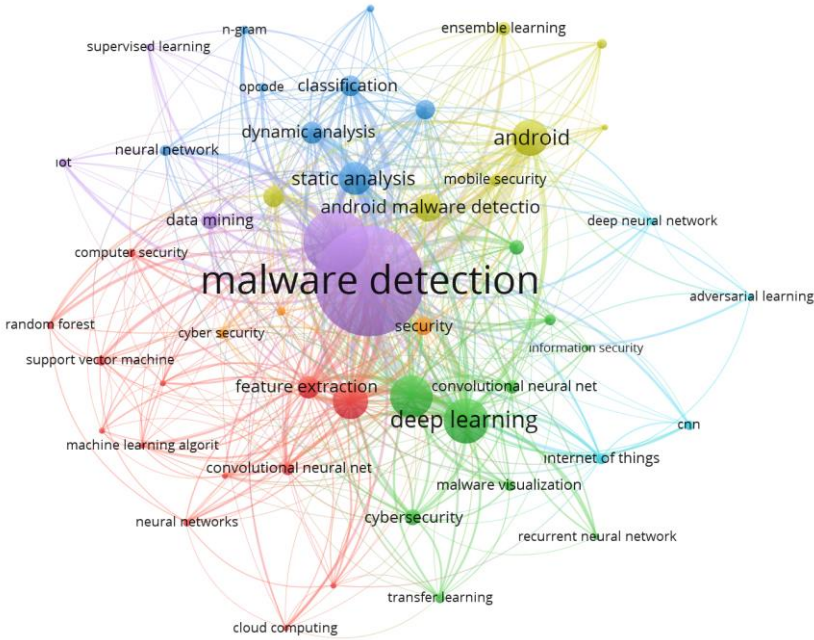 n-gram
ensemble learning
supervised learning
opcode
classification
dynamic analysis
android
neural network
iot
static analysis
mobile security
android malware detectio
data mining
deep neural network
computer security
malware detection
adversarial learning
random forest
security
cyber security
information security
support vector machine
feature extraction
convolutional neural net
deep learning
cnn
machine learning algorit
internet of things
convolutional neural net
malware visualization
cybersecurity
neural networks
recurrent neural network
transfer learning
cloud computing